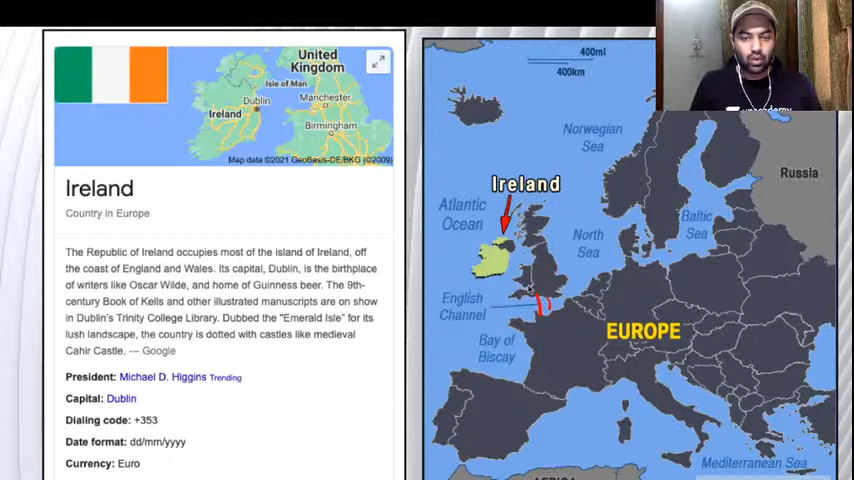 United
Kingdom
Isle of Man
Manchester
Dublin
Ireland
Birmingham
Map data ©2021 GeoBasis-DE/BKG (©2009)
Ireland
Country in Europe
The Republic of Ireland occupies most of the island of Ireland, off
the coast of England and Wales. Its capital, Dublin, is the birthplace
of writers like Oscar Wilde, and home of Guinness beer. The 9th-
century Book of Kells and other illustrated manuscripts are on show
in Dublin's Trinity College Library. Dubbed the "Emerald Isle" for its
lush landscape, the country is dotted with castles like medieval
Cahir Castle. — Google
President: Michael D. Higgins Trending
Capital: Dublin
Dialing code: +353
Date format: dd/mm/yyyy
Currency: Euro
400mi
400km
Norwegian
Sea
Russia
Ireland
Atlantic
Ocean
Baltic
Sea
North
Sea
English
Channel
EUROPE
Bay of
Biscay
Mediterranean Sea